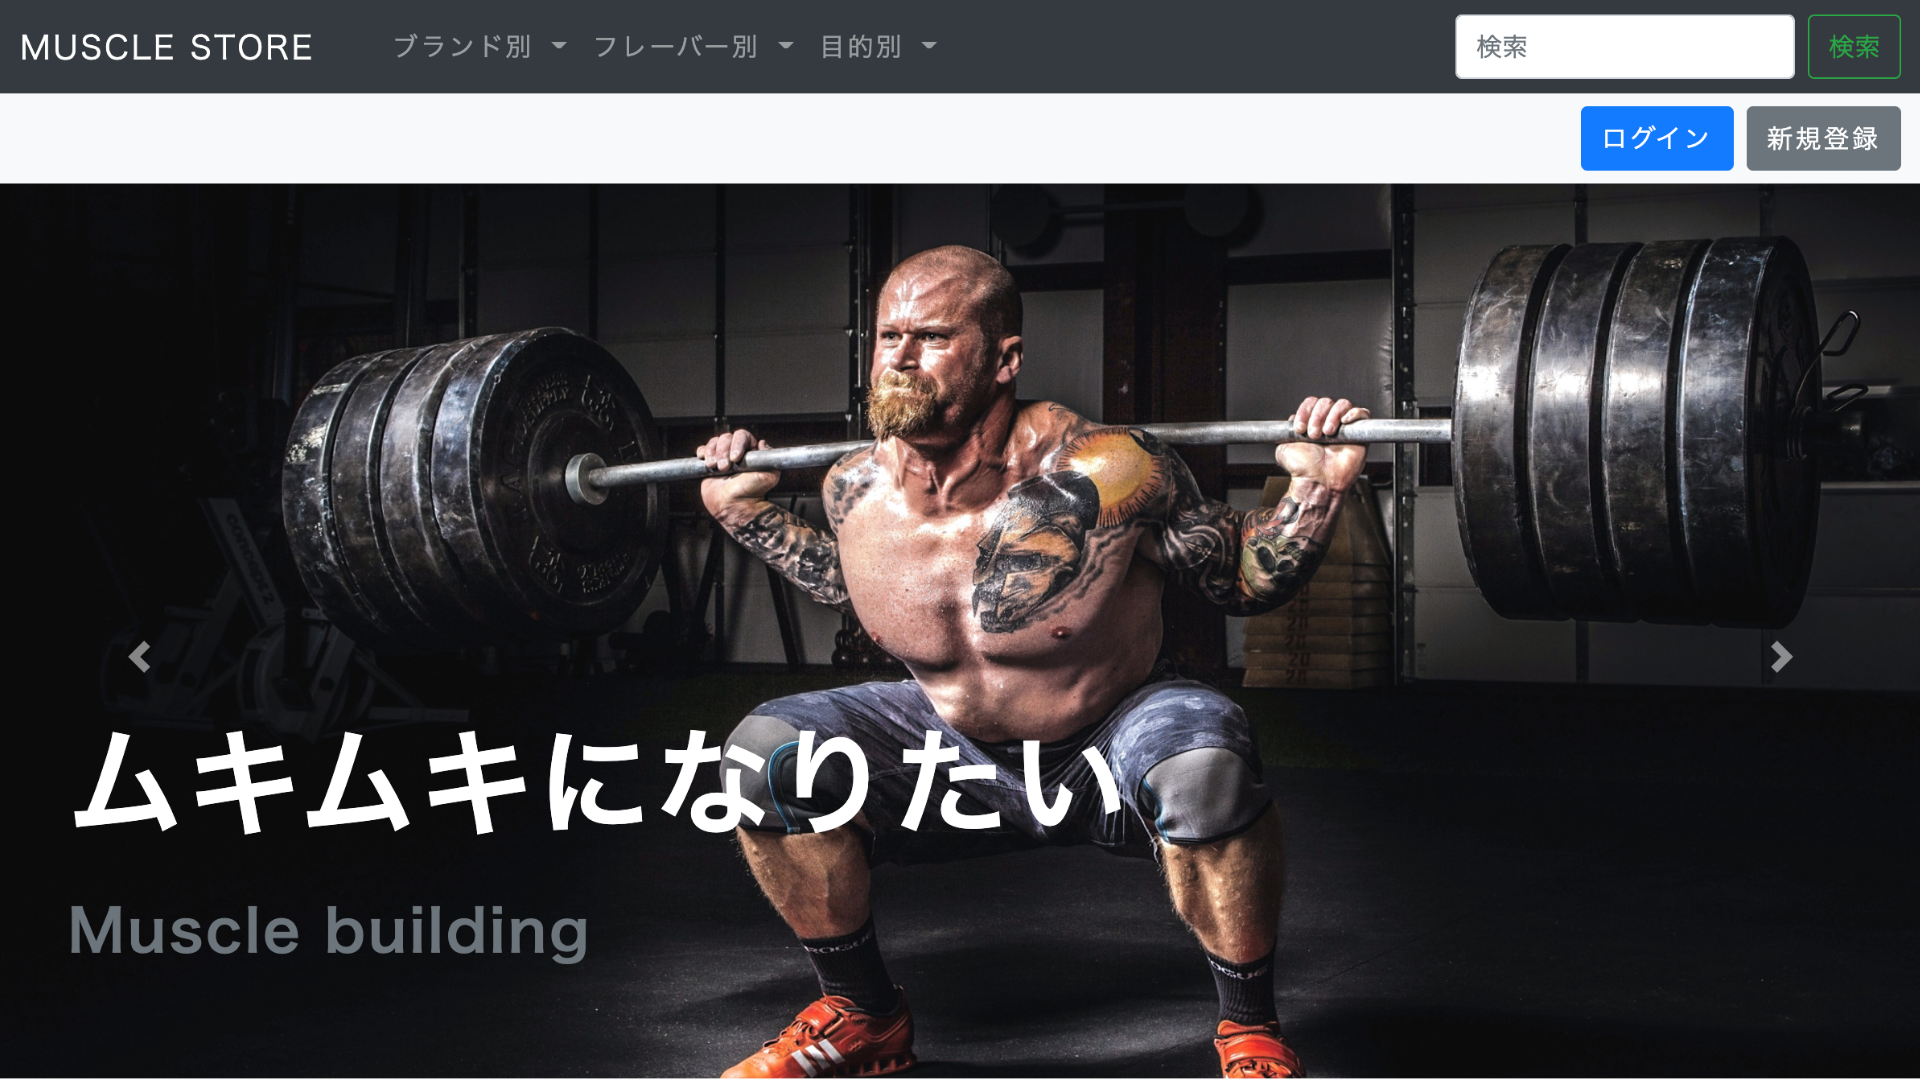 MUSCLE STORE
ブランド別
フレーバー別
目的別
検索
検索
ログイン
新規登録
ムキムキになりたい
Muscle building